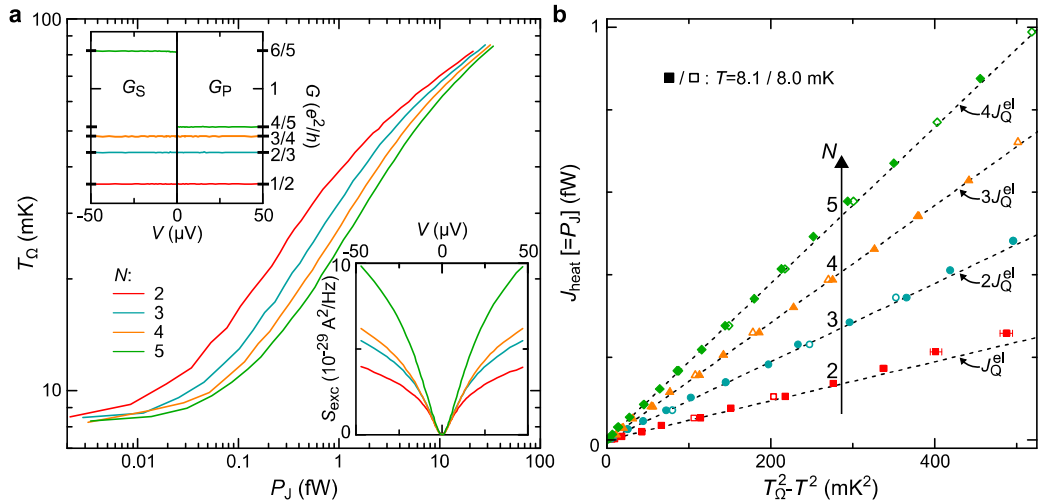 a
100
T_Ω (mK)
10
0.01 0.1 1 10 100
P_J (fW)
G_S
G_P
6/5
1
4/5
3/4
2/3
1/2
G (e²/h)
-50 0 50
V (µV)
N:
2
3
4
5
V (µV)
-50 0 50
10
0
S_exc (10⁻²⁹ A²/Hz)
b
1
0
J_heat [=P_J] (fW)
■ / □ : T=8.1 / 8.0 mK
N
5
4
3
2
4J_Q^el
3J_Q^el
2J_Q^el
J_Q^el
0 200 400
T_Ω²-T² (mK²)